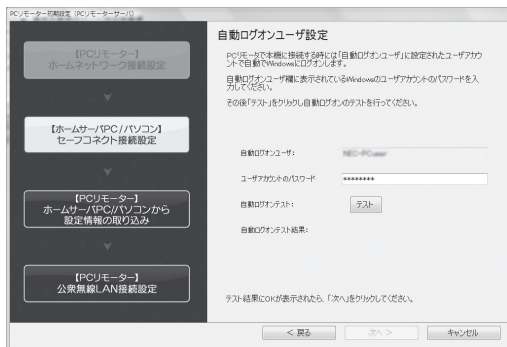 PCリモーター初期設定 (PCリモーターサーバ)
【PCリモーター】
ホームネットワーク接続設定
【ホームサーバPC/パソコン】
セーフコネクト接続設定
【PCリモーター】
ホームサーバPC/パソコンから
設定情報の取り込み
【PCリモーター】
公衆無線LAN接続設定
自動ログオンユーザ設定
PCリモータで本機に接続する時には「自動ログオンユーザ」に設定されたユーザアカウ
ントで自動でWindowsにログオンします。
自動ログオンユーザ欄に表示されているWindowsのユーザアカウントのパスワードを入
力してください。
その後「テスト」をクリックし自動ログオンのテストを行ってください。
自動ログオンユーザ:
ユーザアカウントのパスワード ********
自動ログオンテスト: テスト
自動ログオンテスト結果:
テスト結果にOKが表示されたら、「次へ」をクリックしてください。
< 戻る 次へ > キャンセル